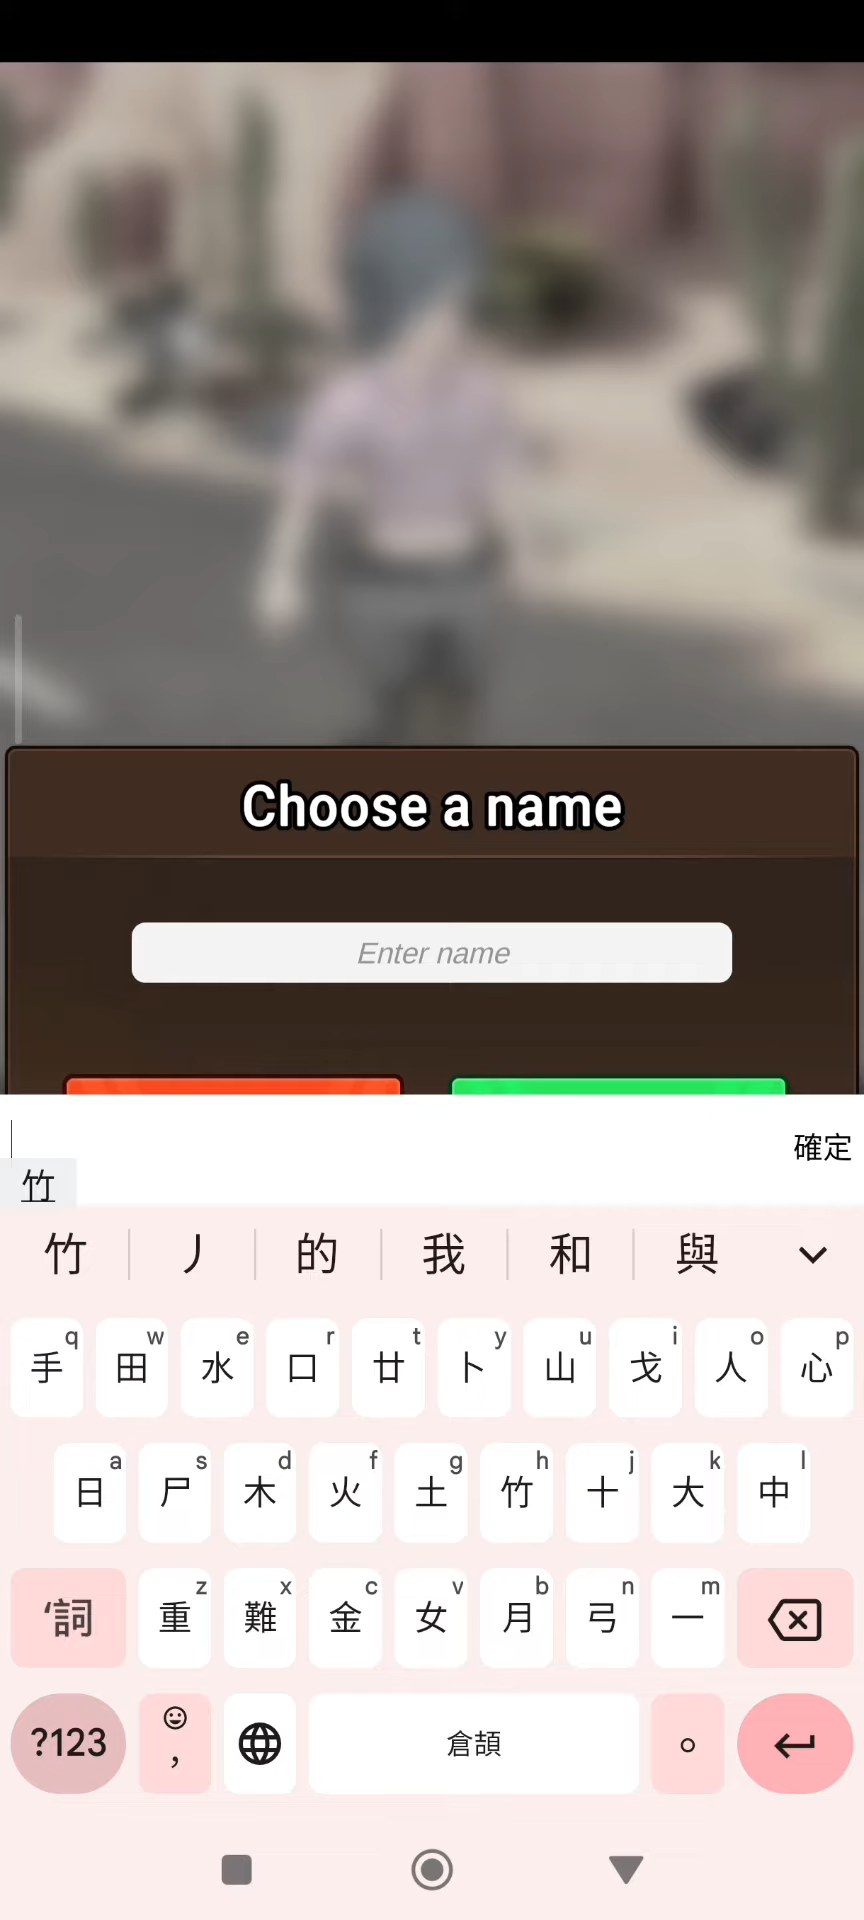 Choose a name
Enter name
確定
竹
竹 丿 的 我 和 與
手 q 田 w 水 e 口 r 廿 t 卜 y 山 u 戈 i 人 o 心 p
日 a 尸 s 木 d 火 f 土 g 竹 h 十 j 大 k 中 l
‘詞 重 z 難 x 金 c 女 v 月 b 弓 n 一 m
?123 , 倉頡 。